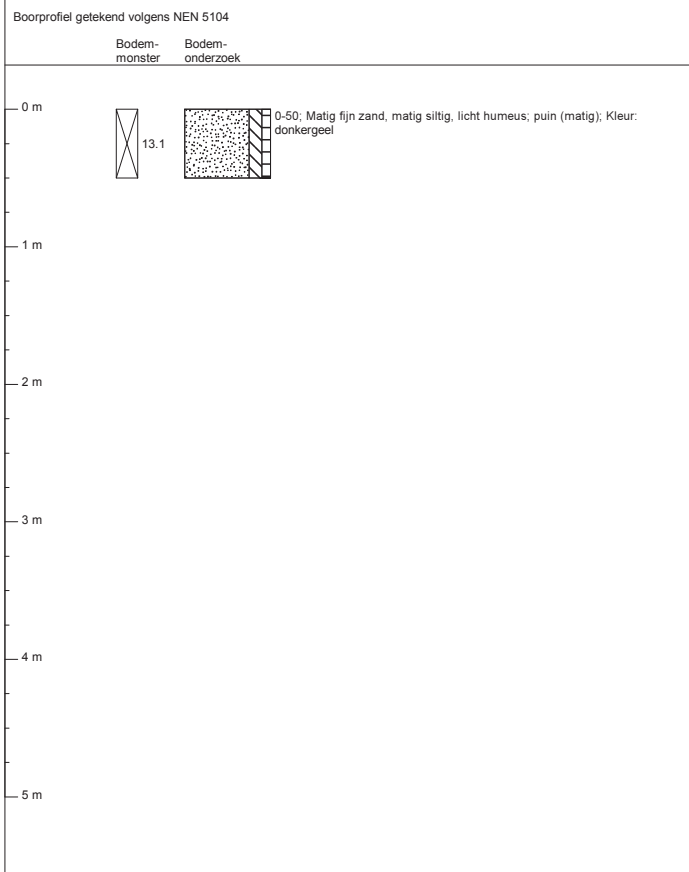 Boorprofiel getekend volgens NEN 5104
Bodem-
monster
Bodem-
onderzoek
0 m
13.1
0-50; Matig fijn zand, matig siltig, licht humeus; puin (matig); Kleur:
donkergeel
1 m
2 m
3 m
4 m
5 m